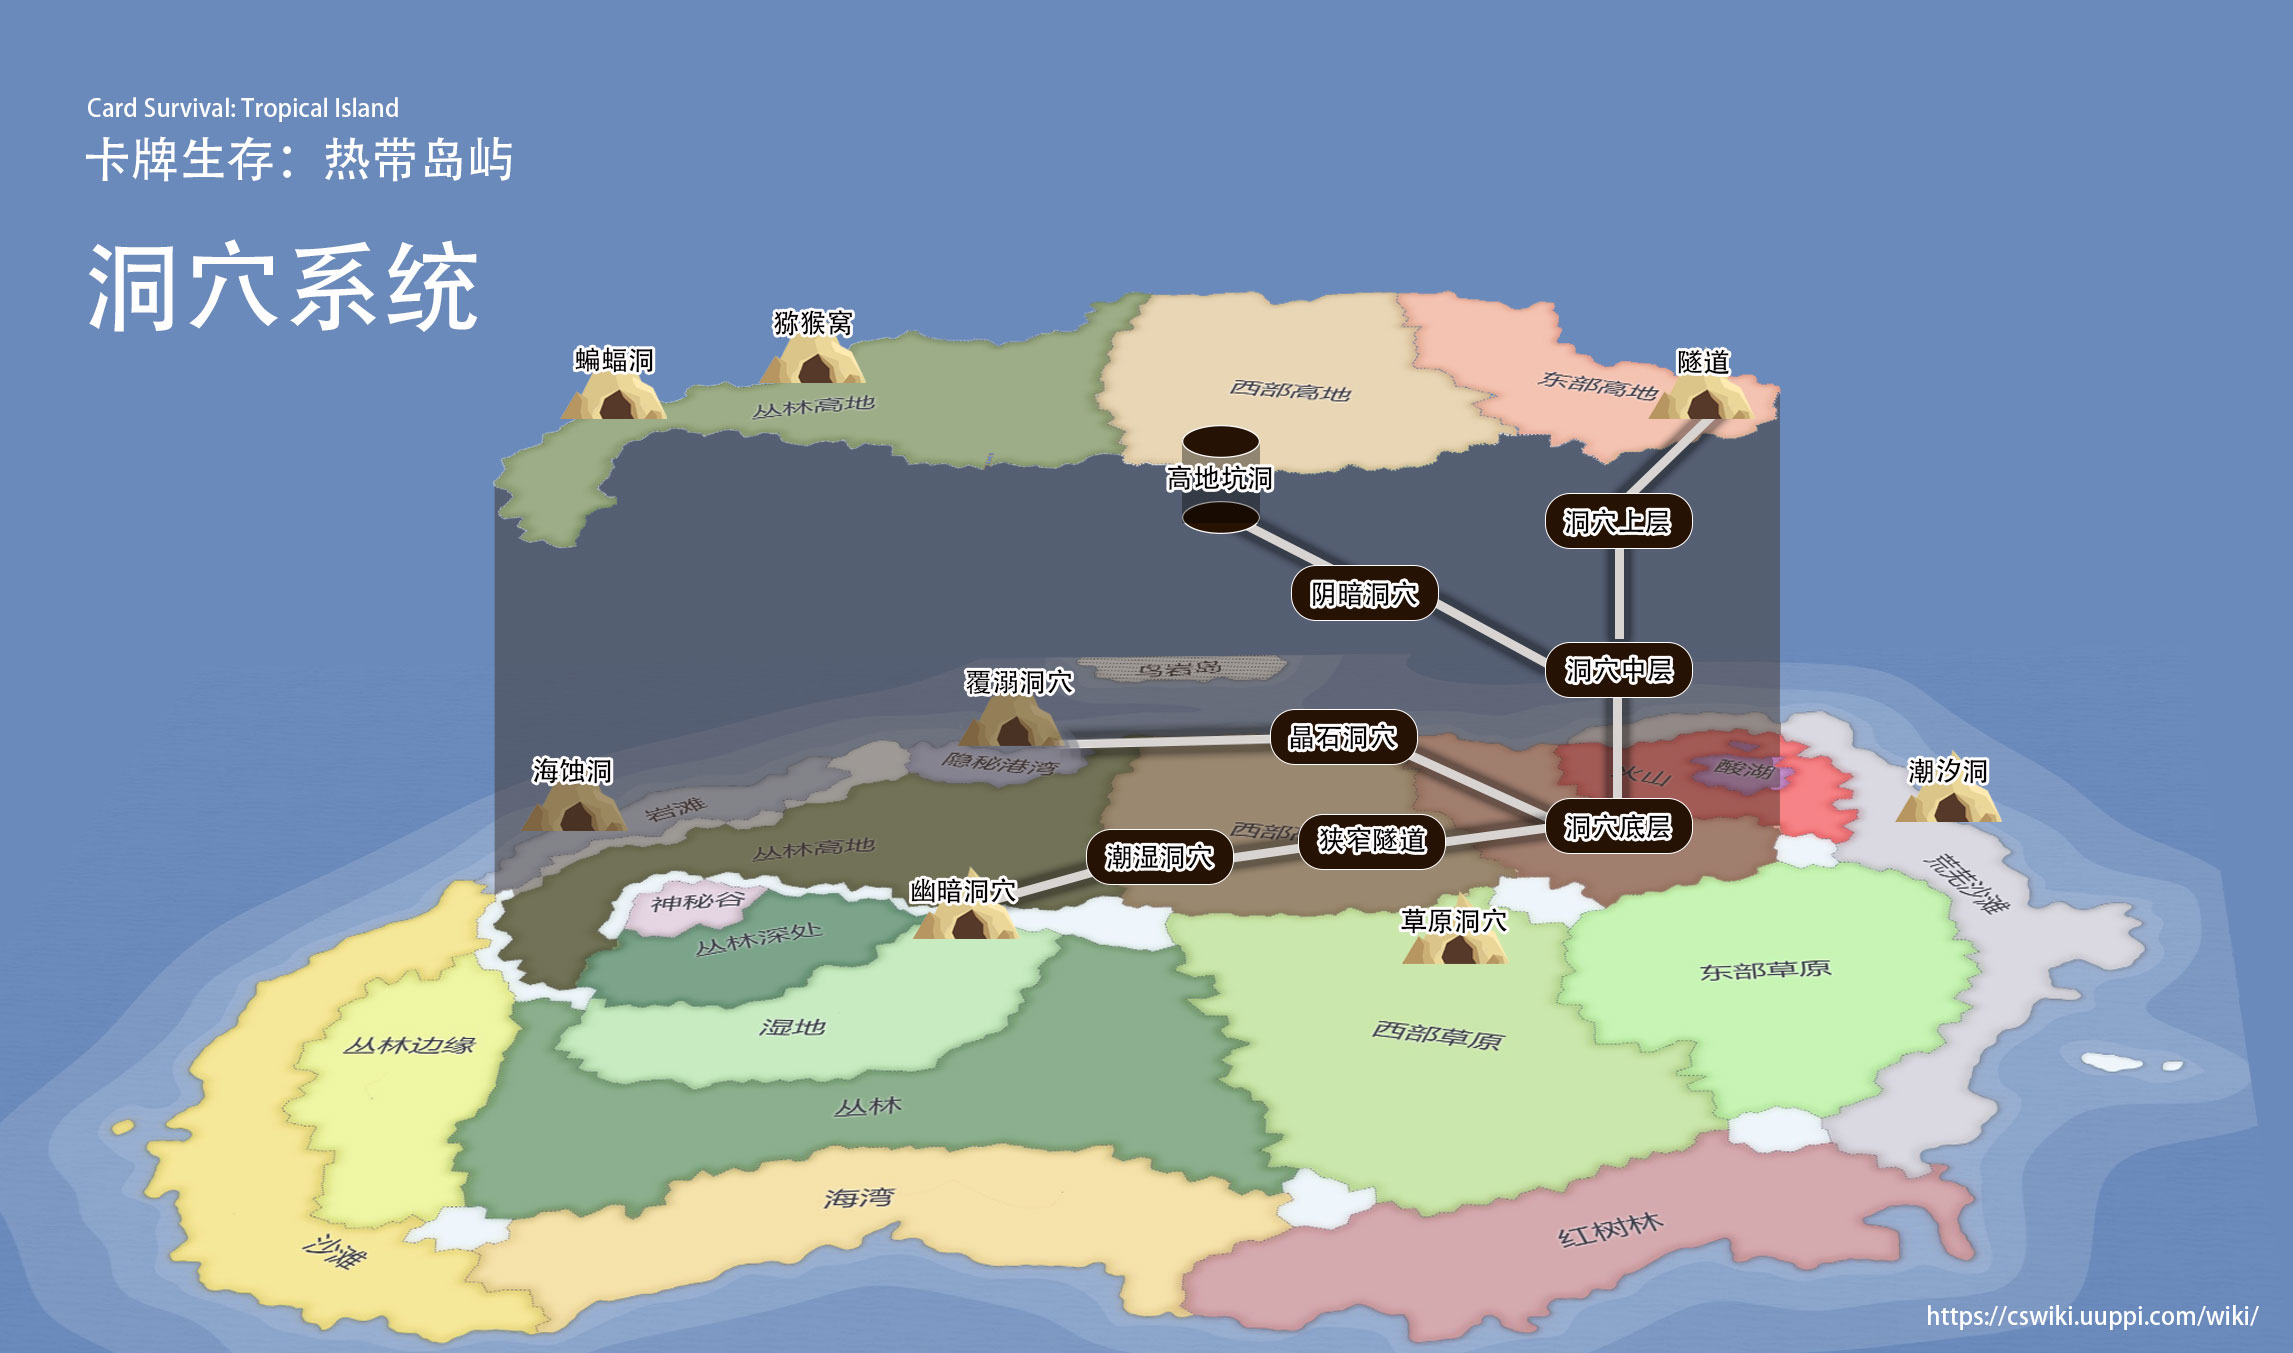 Card Survival: Tropical Island
卡牌生存：热带岛屿
洞穴系统
猕猴窝
蝙蝠洞
隧道
丛林高地
西部高地
东部高地
高地坑洞
洞穴上层
阴暗洞穴
洞穴中层
鸟岩岛
覆溺洞穴
晶石洞穴
隐秘港湾
海蚀洞
火山
酸湖
潮汐洞
岩滩
洞穴底层
西部
狭窄隧道
丛林高地
潮湿洞穴
荒芜沙滩
幽暗洞穴
神秘谷
草原洞穴
丛林深处
东部草原
湿地
西部草原
丛林边缘
丛林
海湾
红树林
沙滩
https://cswiki.uuppi.com/wiki/